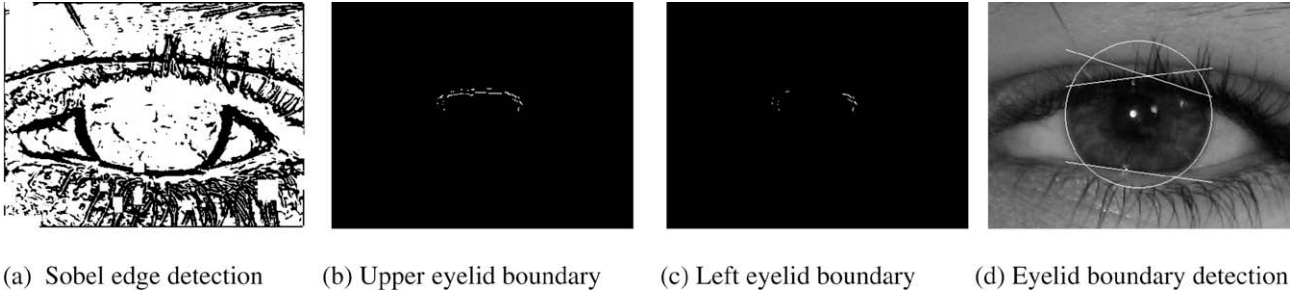 (a) Sobel edge detection
(b) Upper eyelid boundary
(c) Left eyelid boundary
(d) Eyelid boundary detection